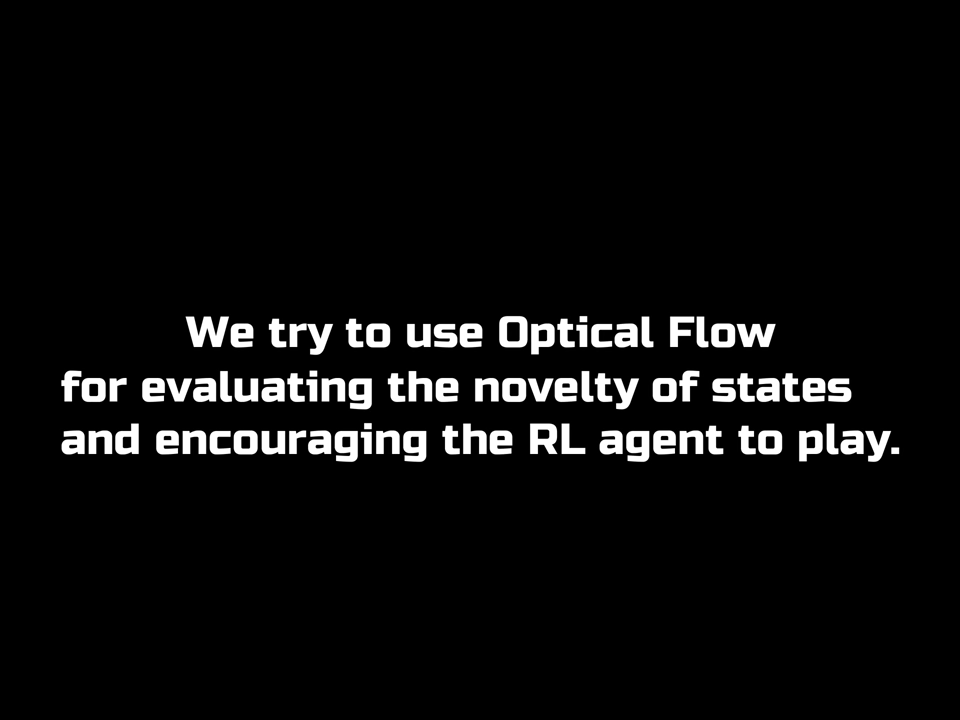 We try to use Optical Flow
for evaluating the novelty of states
and encouraging the RL agent to play.